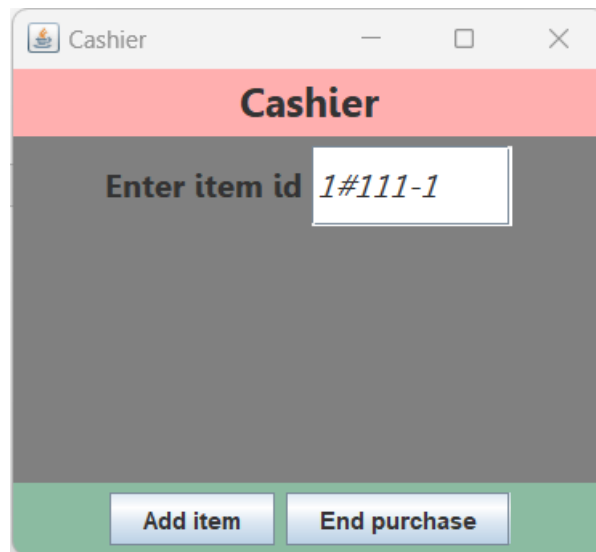 Cashier
Cashier
Enter item id 1#111-1
Add item End purchase